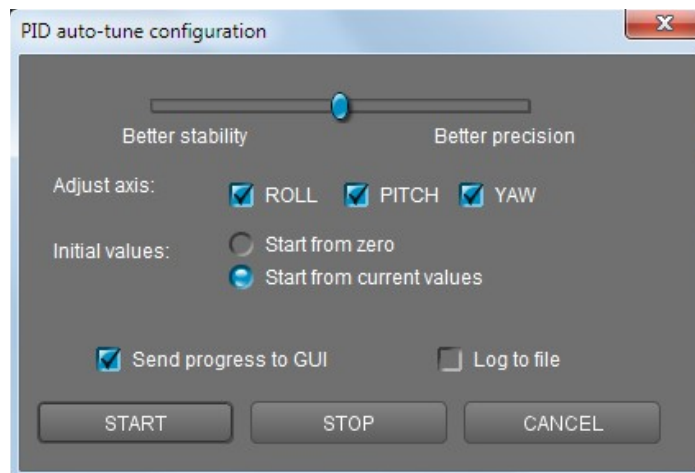 PID auto-tune configuration
Better stability Better precision
Adjust axis: ROLL PITCH YAW
Initial values: Start from zero
Start from current values
Send progress to GUI Log to file
START STOP CANCEL